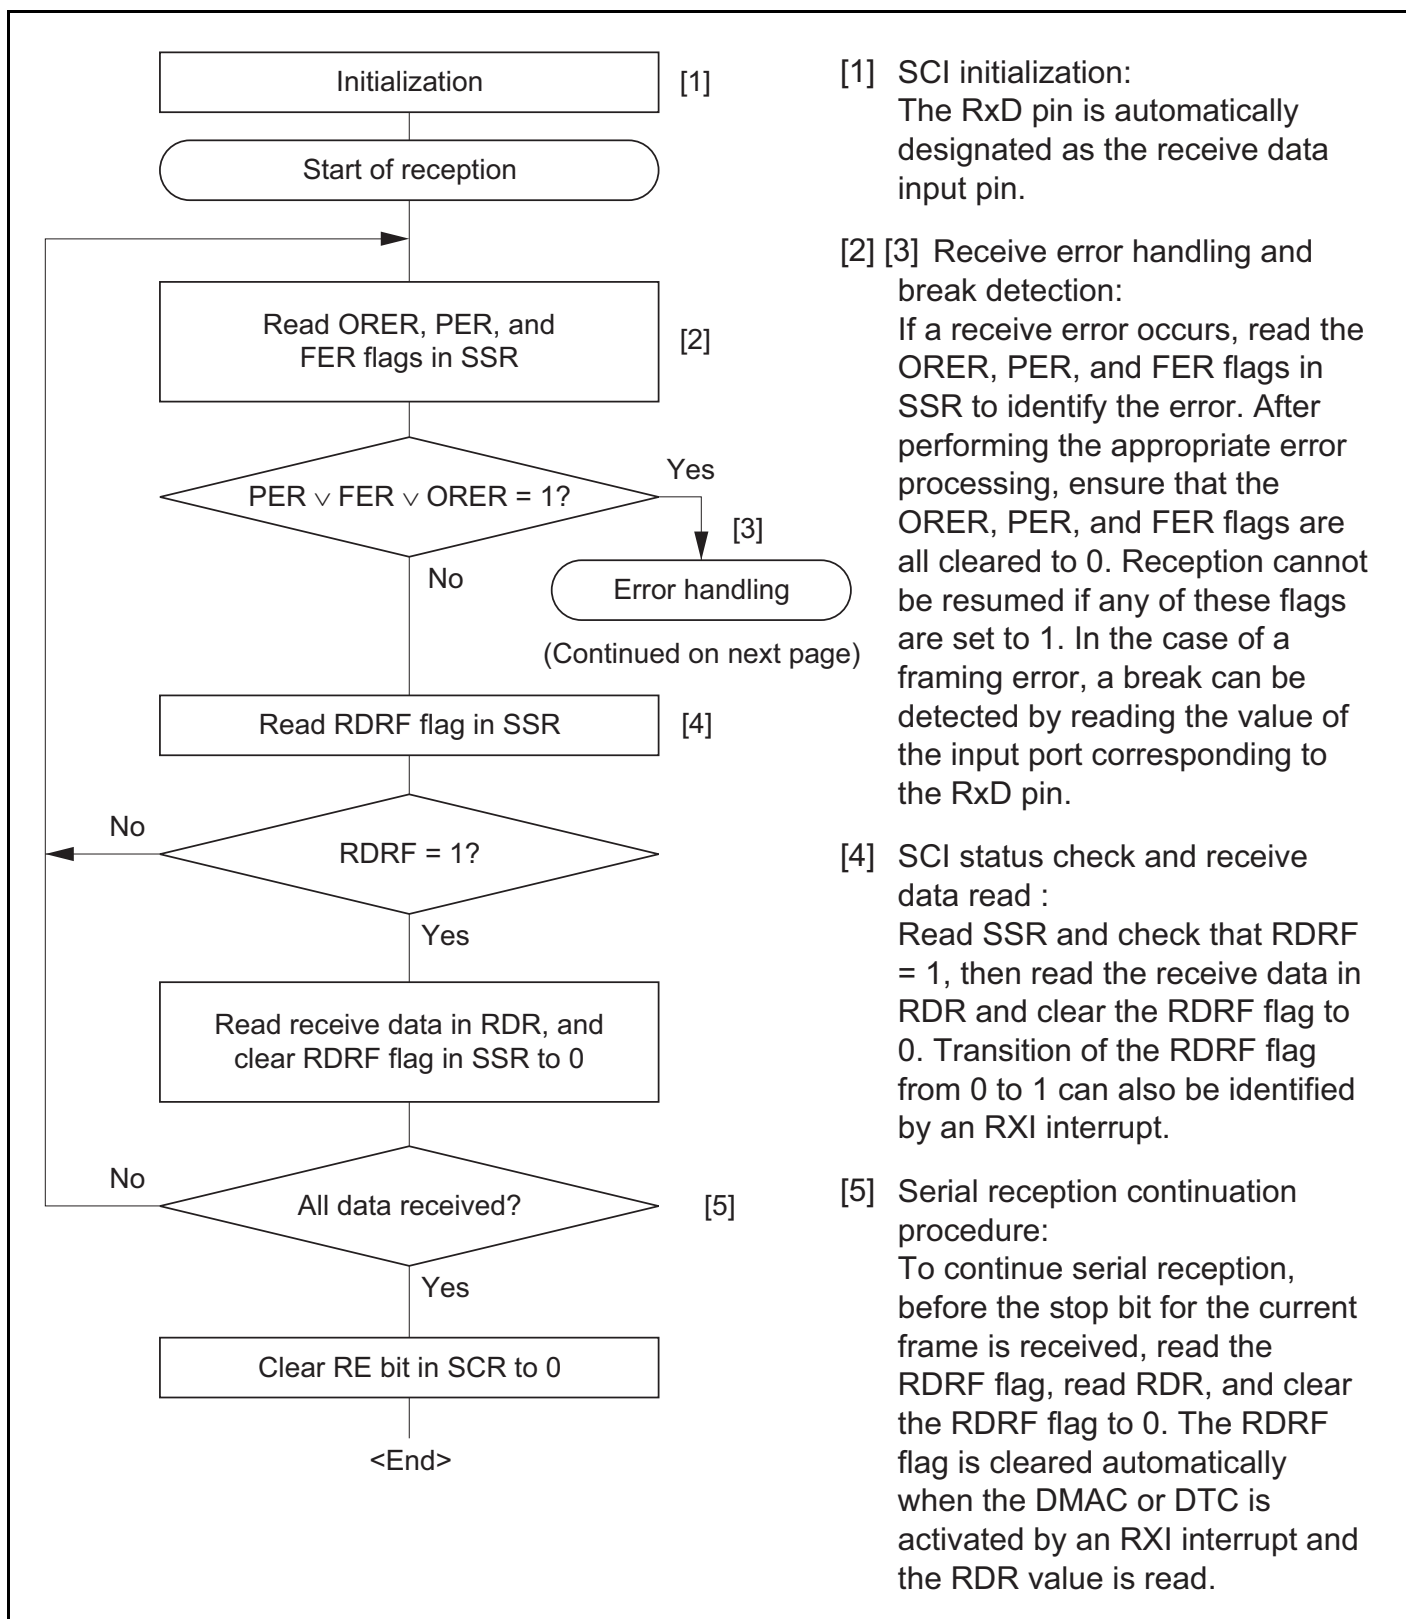 Initialization
[1]
Start of reception
Read ORER, PER, and
FER flags in SSR
[2]
PER ∨ FER ∨ ORER = 1?
Yes
[3]
No
Error handling
(Continued on next page)
Read RDRF flag in SSR
[4]
No
RDRF = 1?
Yes
Read receive data in RDR, and
clear RDRF flag in SSR to 0
No
All data received?
[5]
Yes
Clear RE bit in SCR to 0
<End>
[1] SCI initialization:
The RxD pin is automatically
designated as the receive data
input pin.
[2] [3] Receive error handling and
break detection:
If a receive error occurs, read the
ORER, PER, and FER flags in
SSR to identify the error. After
performing the appropriate error
processing, ensure that the
ORER, PER, and FER flags are
all cleared to 0. Reception cannot
be resumed if any of these flags
are set to 1. In the case of a
framing error, a break can be
detected by reading the value of
the input port corresponding to
the RxD pin.
[4] SCI status check and receive
data read :
Read SSR and check that RDRF
= 1, then read the receive data in
RDR and clear the RDRF flag to
0. Transition of the RDRF flag
from 0 to 1 can also be identified
by an RXI interrupt.
[5] Serial reception continuation
procedure:
To continue serial reception,
before the stop bit for the current
frame is received, read the
RDRF flag, read RDR, and clear
the RDRF flag to 0. The RDRF
flag is cleared automatically
when the DMAC or DTC is
activated by an RXI interrupt and
the RDR value is read.